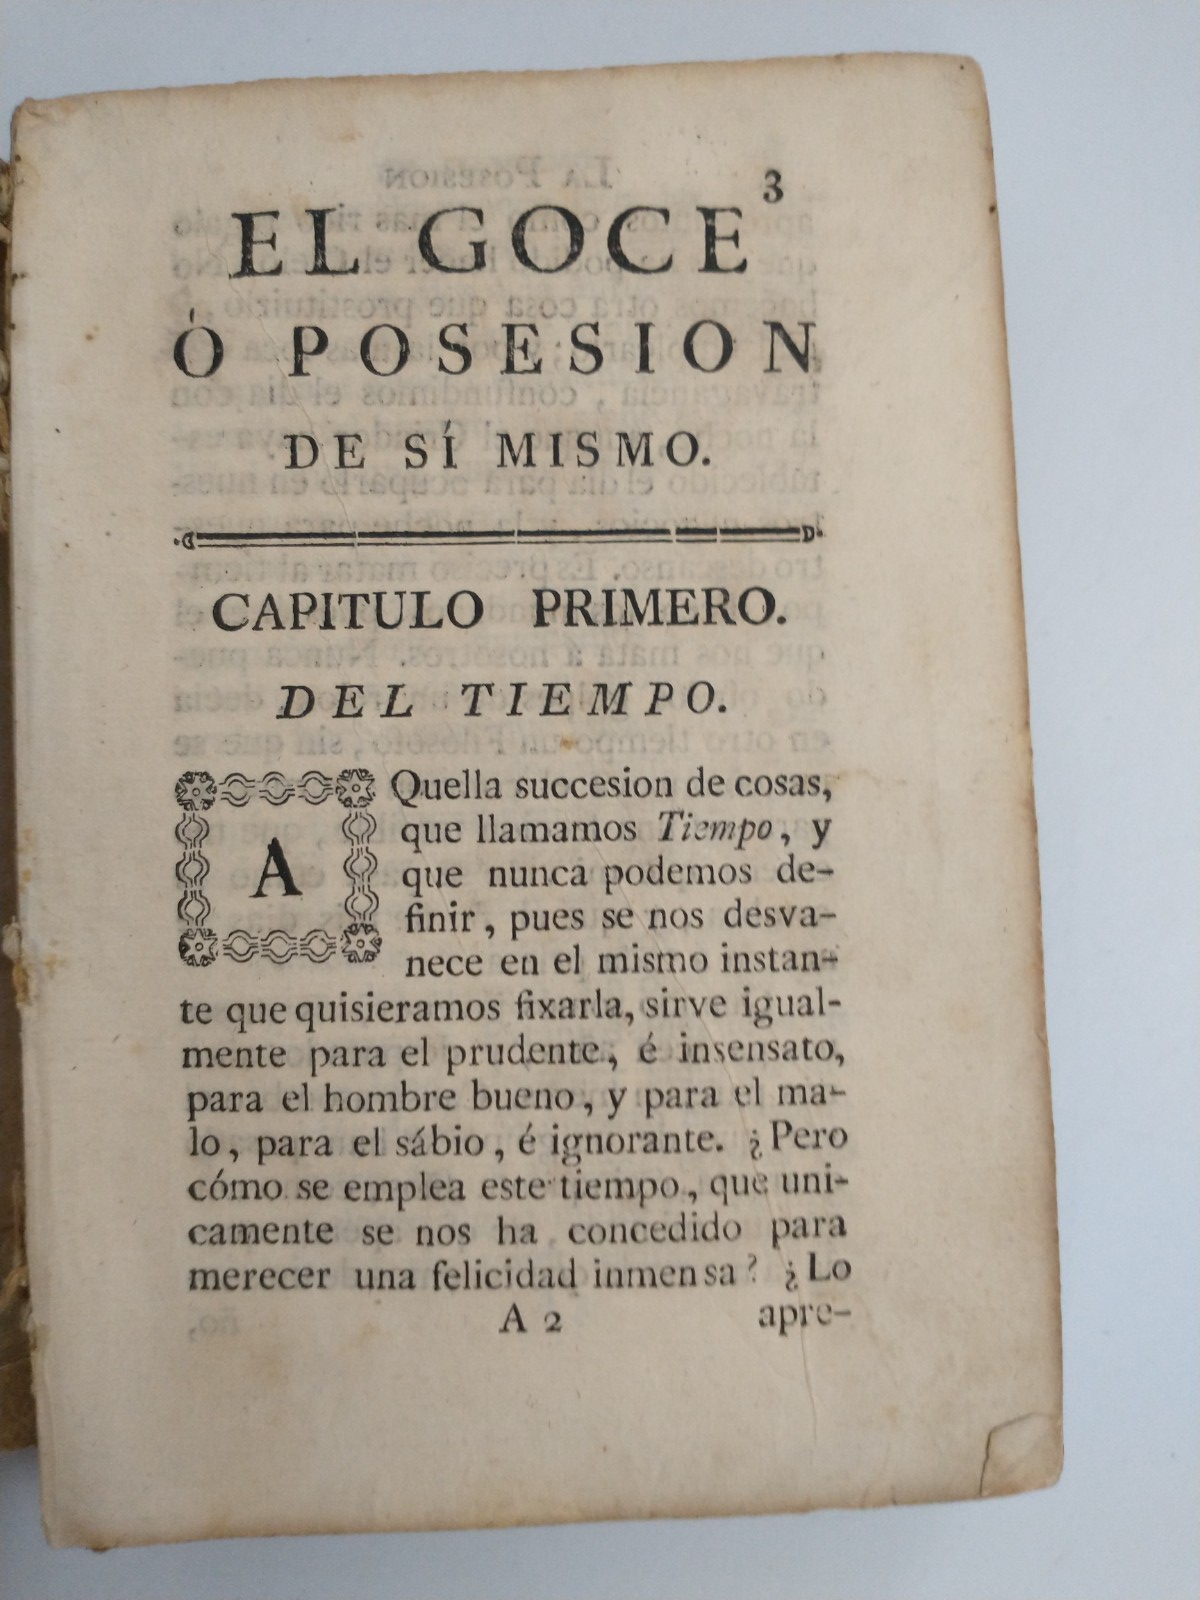 3
EL GOCE
Ò POSESION
DE SÍ MISMO.
CAPITULO PRIMERO.
DEL TIEMPO.
AQuella succesion de cosas,
que llamamos Tiempo, y
que nunca podemos de-
finir, pues se nos desva-
nece en el mismo instan-
te que quisieramos fixarla, sirve igual-
mente para el prudente, é insensato,
para el hombre bueno, y para el ma-
lo, para el sábio, é ignorante. ¿Pero
cómo se emplea este tiempo, que uni-
camente se nos ha concedido para
merecer una felicidad inmensa? ¿Lo
A 2 apre-